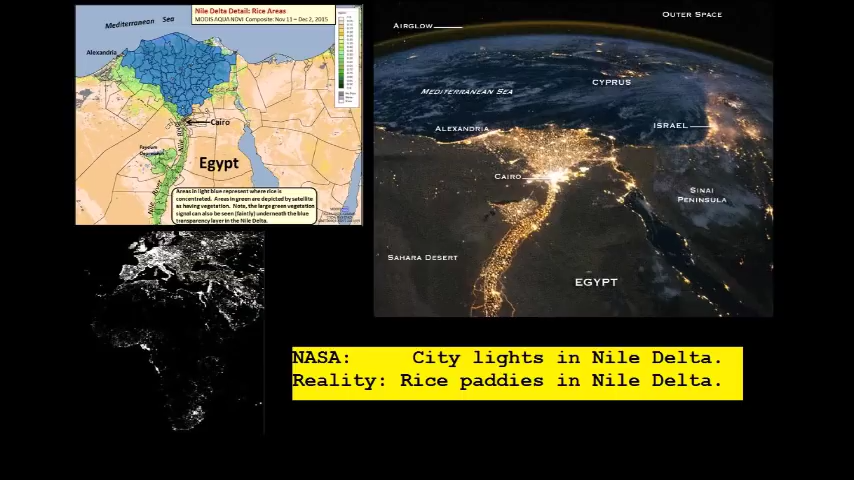 Nile Delta Detail: Rice Areas
MODIS AQUA NDVI Composite: Nov 13 – Dec 2, 2015
Mediterranean Sea
Alexandria
Cairo
Nile River
Fayoum
Depression
Egypt
Areas in light blue represent where rice is
concentrated. Areas in green are depicted by satellite
as having vegetation. Note, the large green vegetation
signal can also be seen (faintly) underneath the blue
transparency layer in the Nile Delta.
AIRGLOW
OUTER SPACE
CYPRUS
MEDITERRANEAN SEA
ALEXANDRIA
ISRAEL
CAIRO
SINAI
PENINSULA
SAHARA DESERT
EGYPT
NASA: City lights in Nile Delta.
Reality: Rice paddies in Nile Delta.